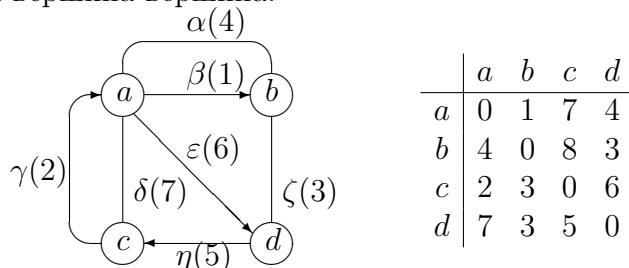 вершина вершина.
α(4)
β(1)
a b
γ(2) ε(6)
δ(7) ζ(3)
c d
η(5)
a b c d
a 0 1 7 4
b 4 0 8 3
c 2 3 0 6
d 7 3 5 0